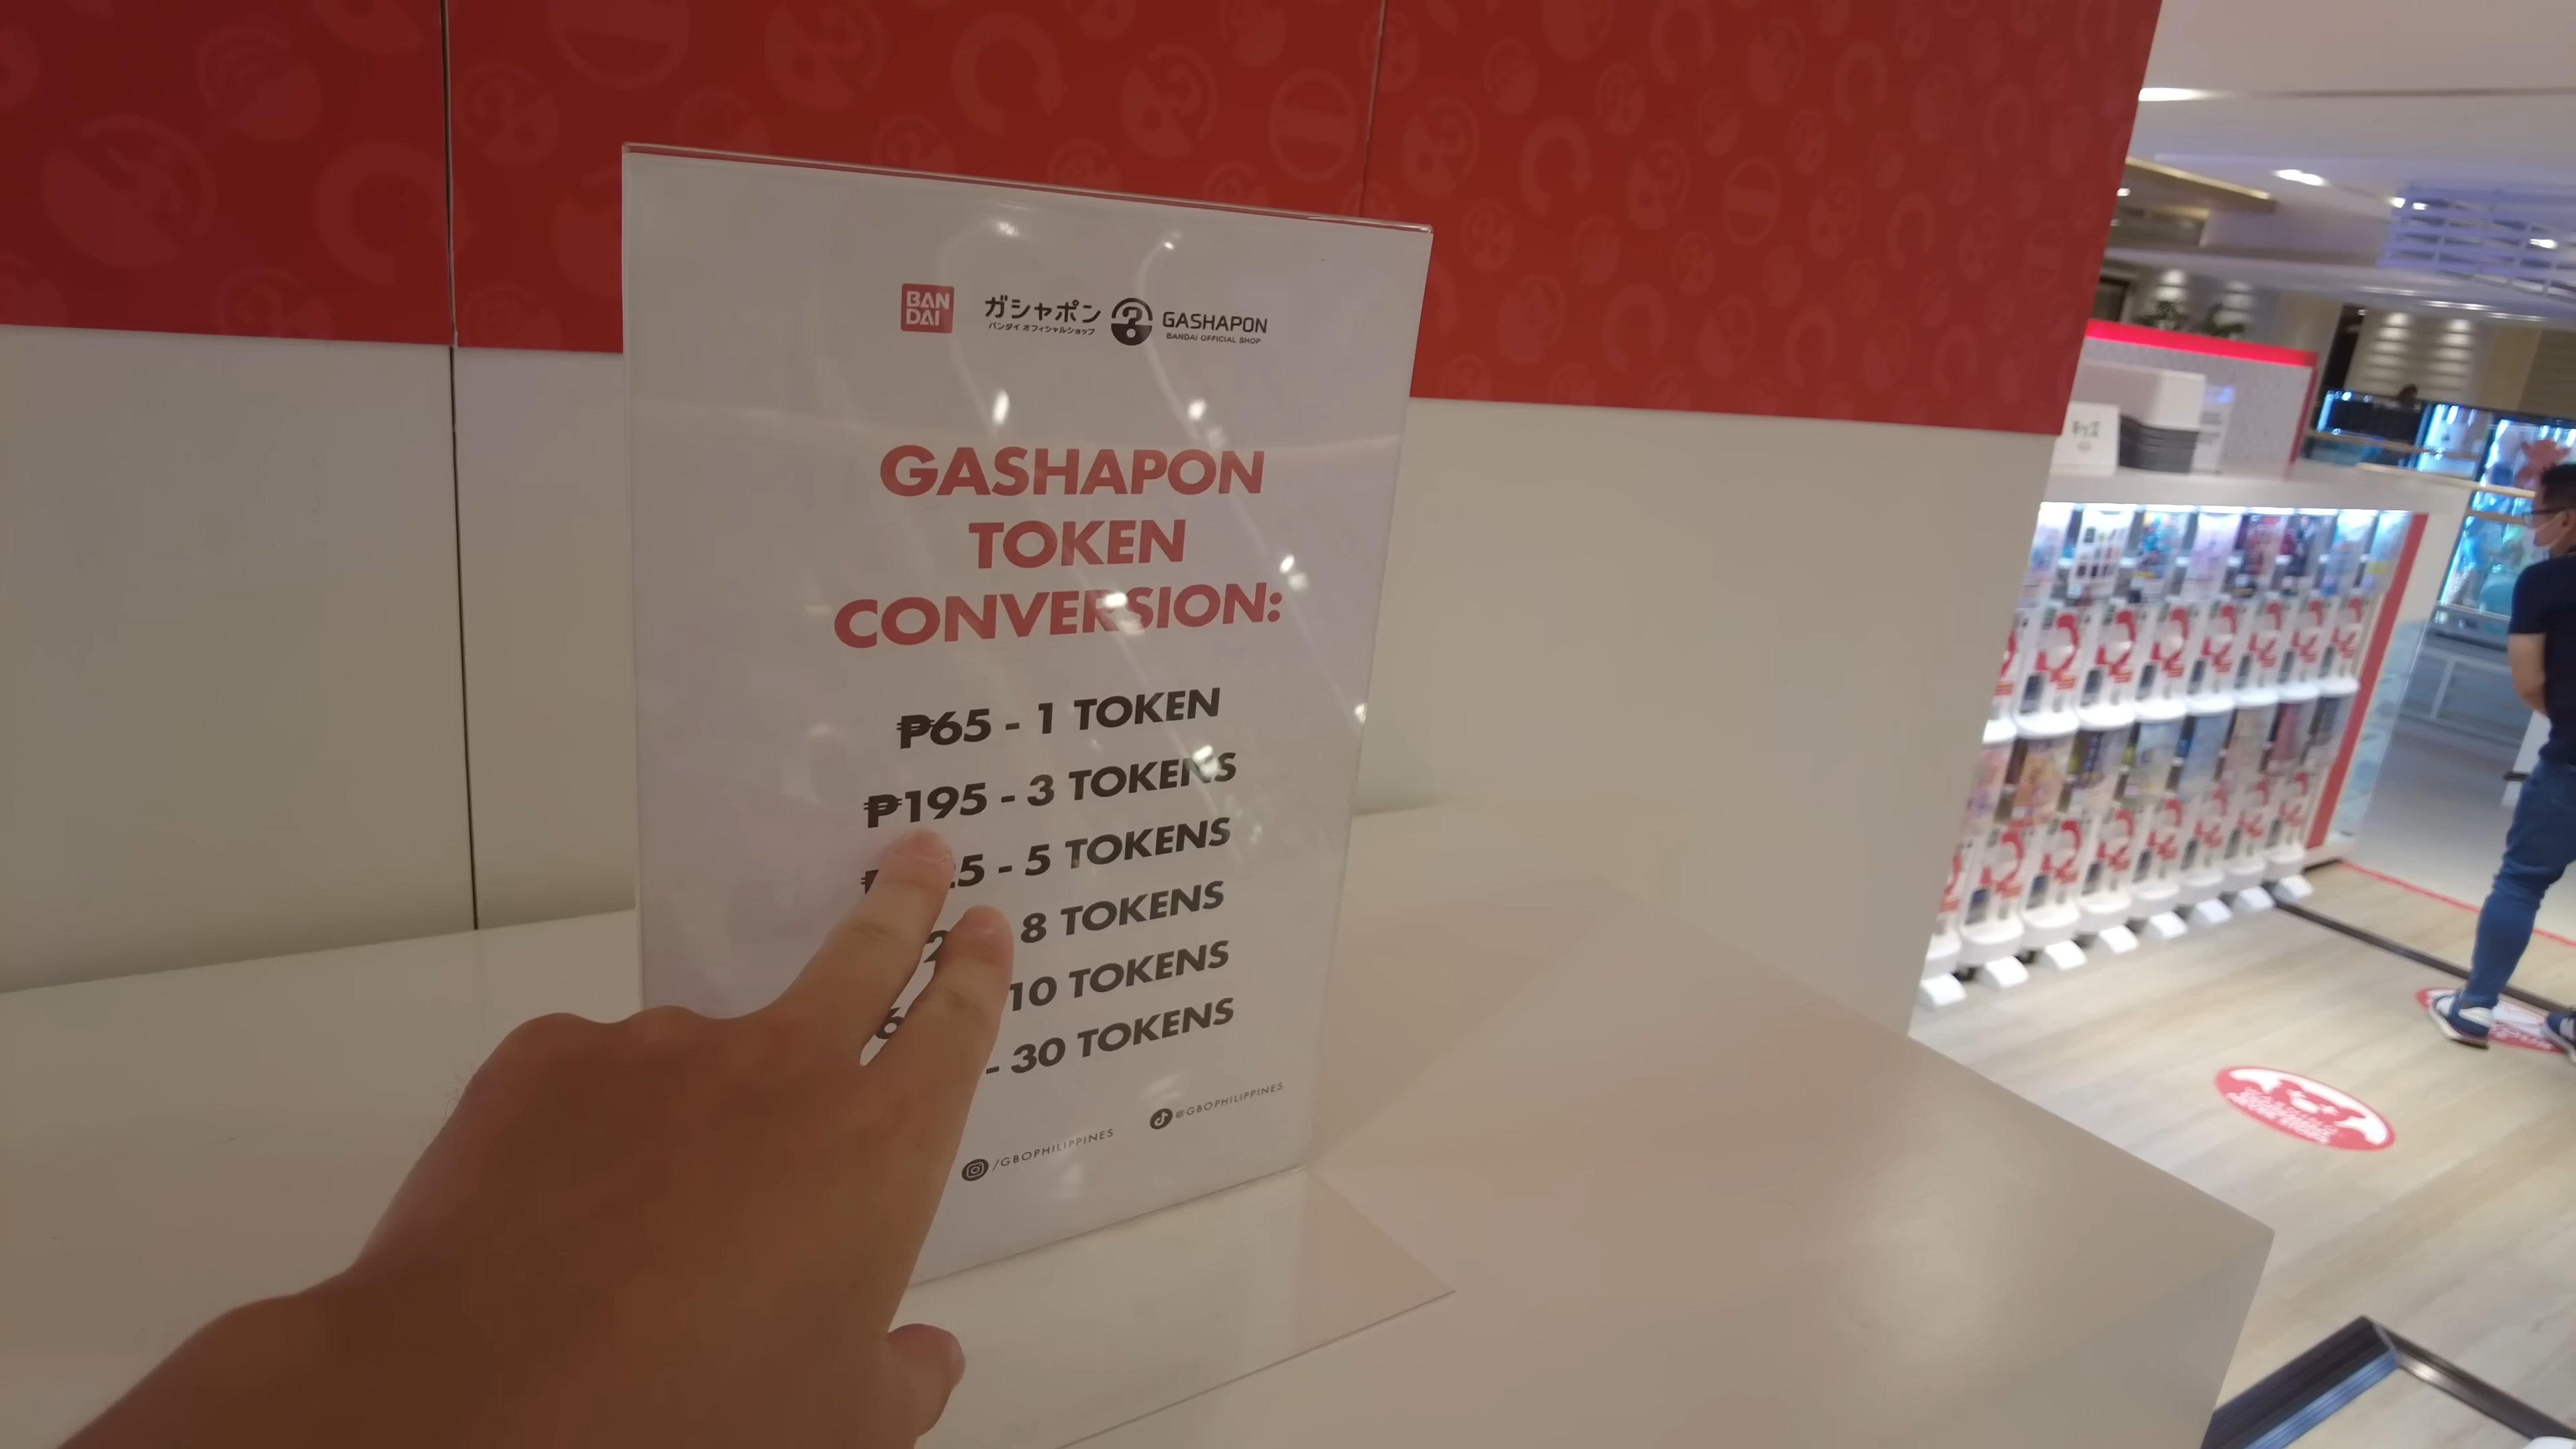 BAN
DAI
ガシャポン
バンダイ オフィシャルショップ
GASHAPON
BANDAI OFFICIAL SHOP
GASHAPON
TOKEN
CONVERSION:
₱65 - 1 TOKEN
₱195 - 3 TOKENS
25 - 5 TOKENS
8 TOKENS
10 TOKENS
- 30 TOKENS
/GBOPHILIPPINES
@GBOPHILIPPINES